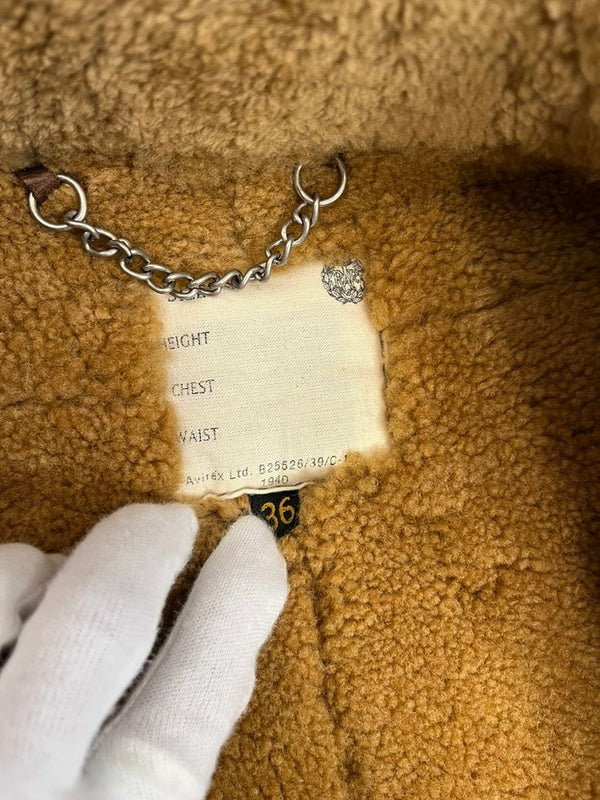 HEIGHT
CHEST
WAIST
Avirex Ltd. B25526/39/C-1
1940
36